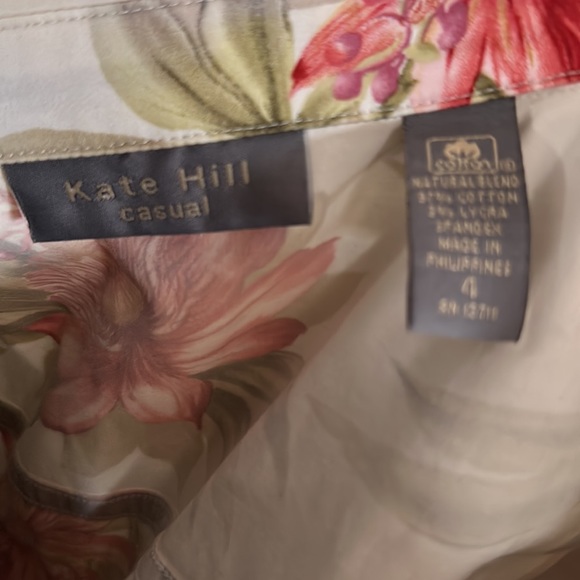 Kate Hill
casual
cotton
NATURAL BLEND
97% COTTON
3% LYCRA
SPANDEX
MADE IN
PHILIPPINES
4